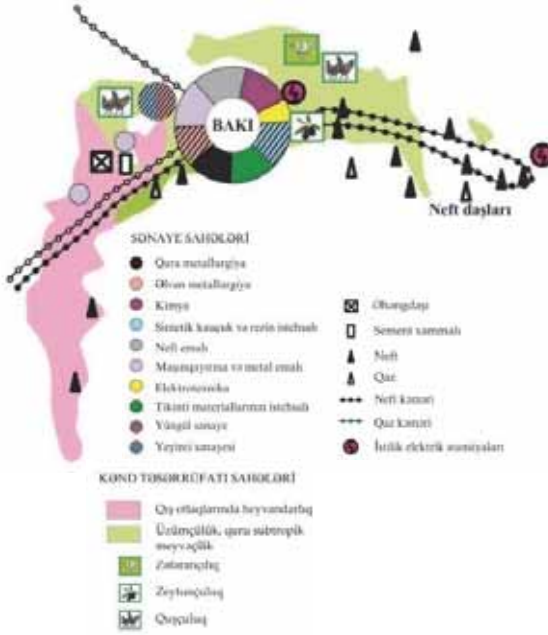 BAKI
Neft daşları
SƏNAYE SAHƏLƏRİ
Qara metallurgiya
Əlvan metallurgiya
Kimya
Sintetik kauçuk və rezin istehsalı
Neft emalı
Maşınqayırma və metal emalı
Elektrotexnika
Tikinti materiallarının istehsalı
Yüngül sənaye
Yeyinti sənayesi
Əhəngdaşı
Sement xammalı
Neft
Qaz
Neft kəməri
Qaz kəməri
İstilik elektrik stansiyaları
KƏND TƏSƏRRÜFATI SAHƏLƏRİ
Qış otlaqlarında heyvandarlıq
Üzümçülük, quru subtropik
meyvəçilik
Zəfərançılıq
Zeytunçuluq
Quşçuluq